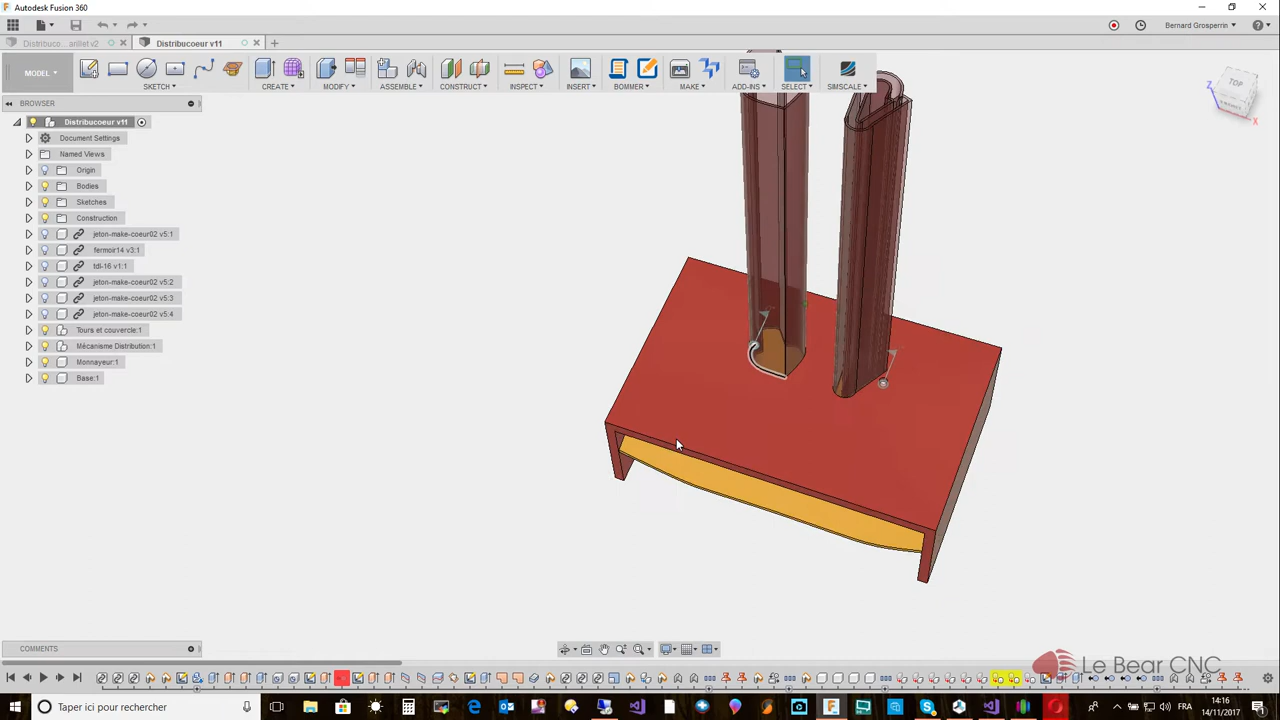 Autodesk Fusion 360
Bernard Grosperrin
Distribuco...arillet v2
Distribucoeur v11
MODEL
SKETCH
CREATE
MODIFY
ASSEMBLE
CONSTRUCT
INSPECT
INSERT
BOMMER
MAKE
ADD-INS
SELECT
SIMSCALE
BROWSER
TOP
Z
X
Distribucoeur v11
Document Settings
Named Views
Origin
Bodies
Sketches
Construction
jeton-make-coeur02 v5:1
fermoir14 v3:1
tdl-16 v1:1
jeton-make-coeur02 v5:2
jeton-make-coeur02 v5:3
jeton-make-coeur02 v5:4
Tours et couvercle:1
Mécanisme Distribution:1
Monnayeur:1
Base:1
COMMENTS
Le Bear CNC
Taper ici pour rechercher
FRA
14:16
14/11/2017